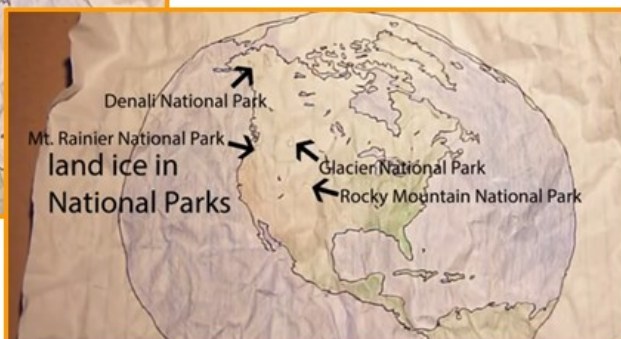 Denali National Park
Mt. Rainier National Park
land ice in
National Parks
Glacier National Park
Rocky Mountain National Park